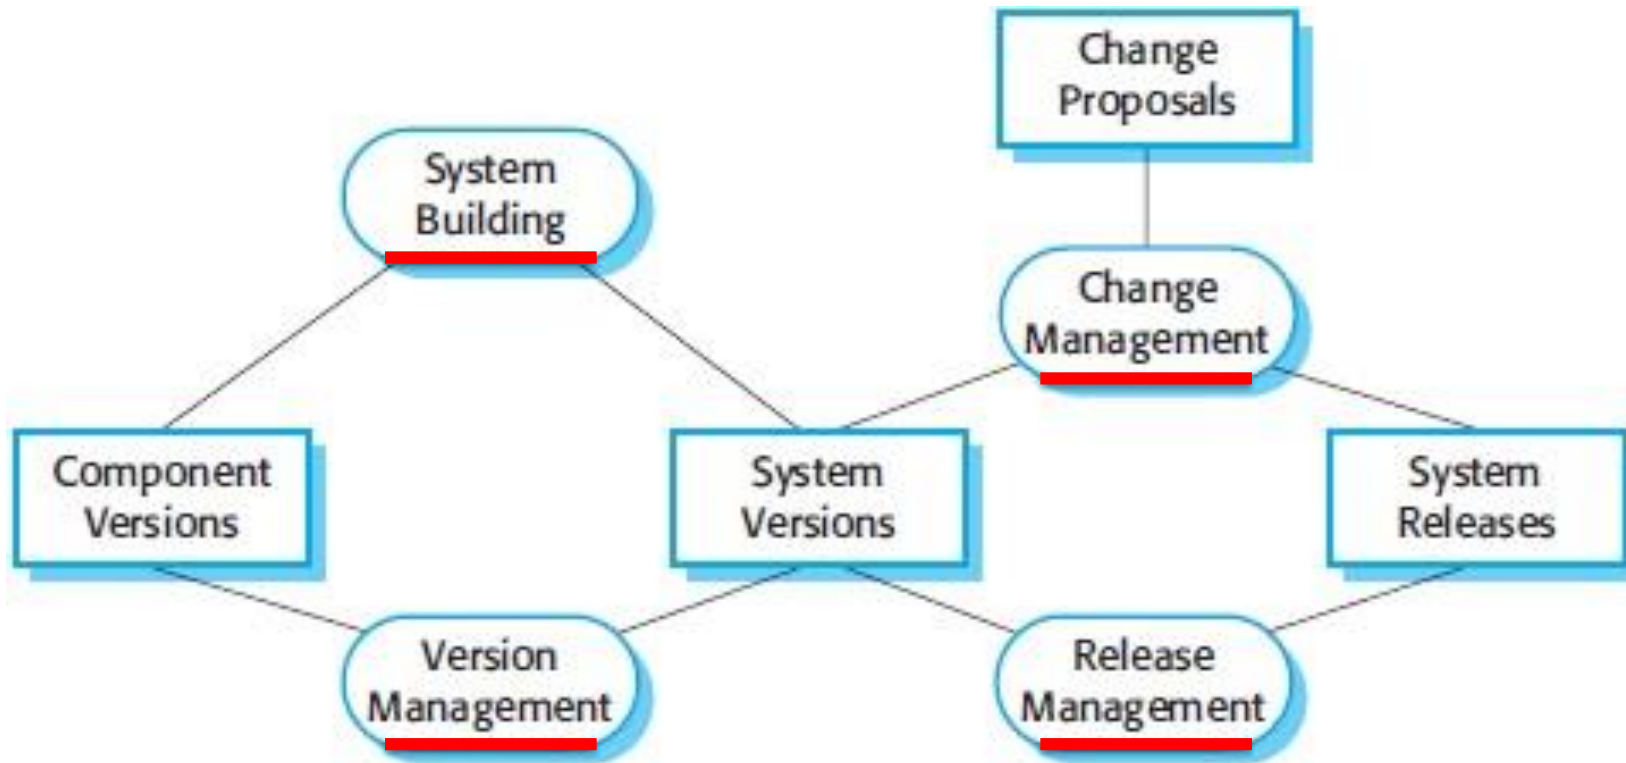 Change
Proposals
System
Building
Change
Management
Component
Versions
System
Versions
System
Releases
Version
Management
Release
Management